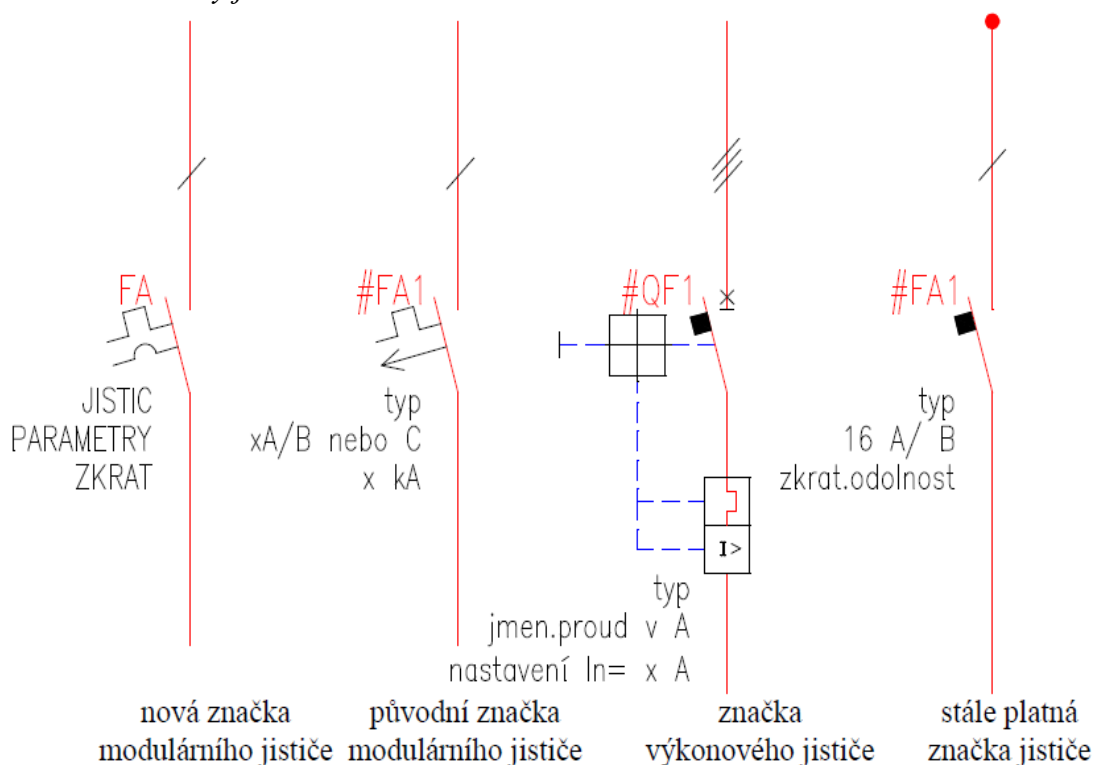 FA
JISTIC
PARAMETRY
ZKRAT
nová značka
modulárního jističe
#FA1
typ
xA/B nebo C
x kA
původní značka
modulárního jističe
#QF1
x
I>
typ
jmen.proud v A
nastavení In= x A
značka
výkonového jističe
#FA1
typ
16 A/ B
zkrat.odolnost
stále platná
značka jističe